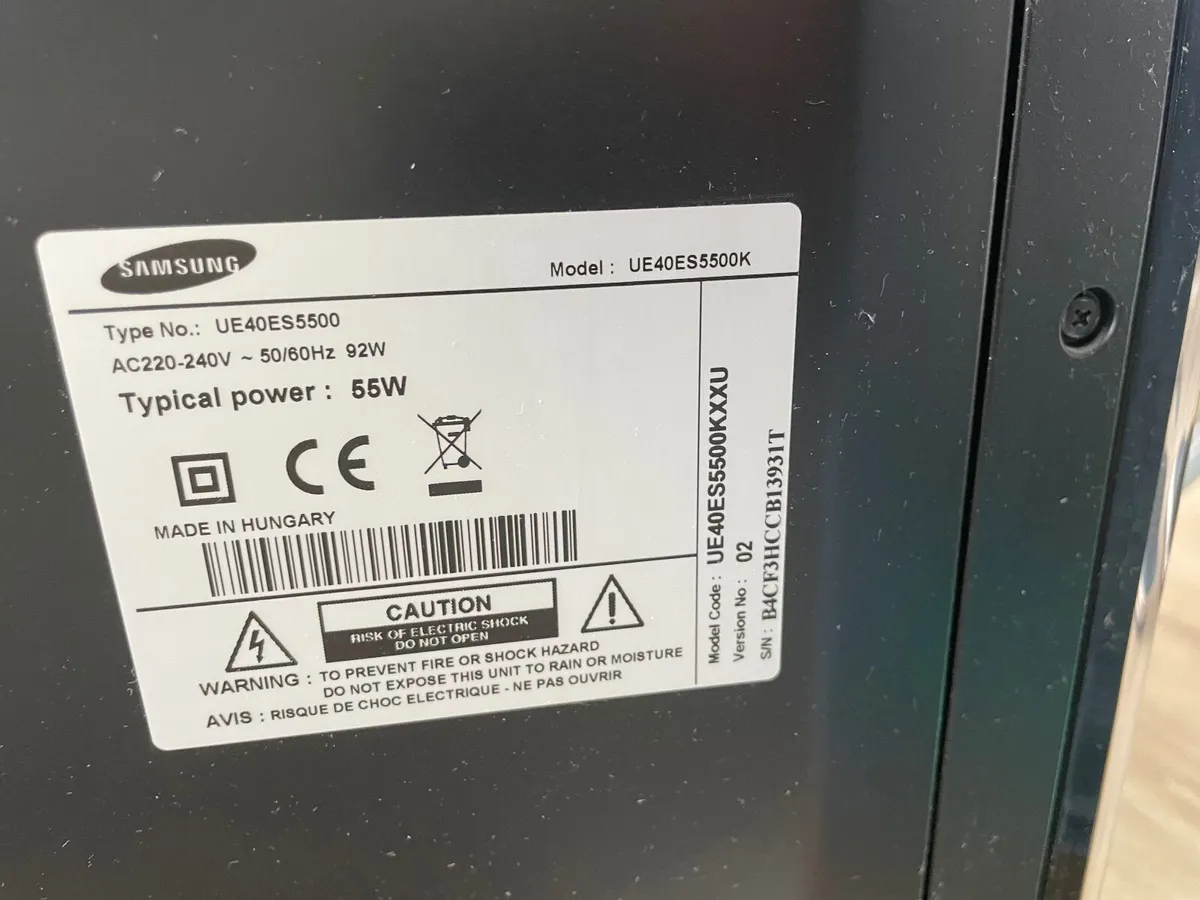 SAMSUNG
Model : UE40ES5500K
Type No.: UE40ES5500
AC220-240V ~ 50/60Hz 92W
Typical power : 55W
CE
MADE IN HUNGARY
CAUTION
RISK OF ELECTRIC SHOCK
DO NOT OPEN
WARNING : TO PREVENT FIRE OR SHOCK HAZARD
DO NOT EXPOSE THIS UNIT TO RAIN OR MOISTURE
AVIS : RISQUE DE CHOC ELECTRIQUE - NE PAS OUVRIR
Model Code : UE40ES5500KXXU
Version No : 02
S/N : B4CF3HCCB13931T